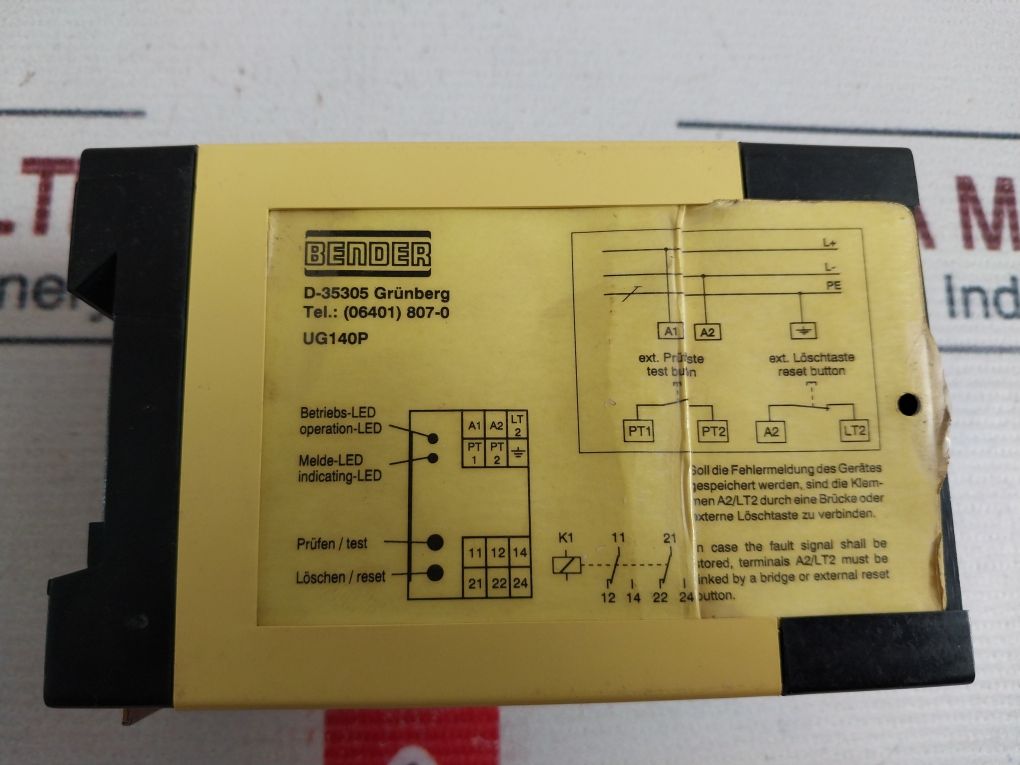 BENDER
D-35305 Grünberg
Tel.: (06401) 807-0
UG140P
L+
L-
PE
A1 A2
ext. Löschtaste
test
reset button
ext.
PT1 PT2 A2 LT2
Betriebs-LED
operation-LED
Melde-LED
indicating-LED
A1 A2 LT 2
PT 1 PT 2
Prüfen / test
Löschen / reset
11 12 14
21 22 24
K1 11 21
12 14 22 24
die Fehlermeldung des Gerätes
gespeichert werden, sind die Klem-
men A2/LT2 durch eine Brücke oder
externe Löschtaste zu verbinden.
case the fault signal shall be
stored, terminals A2/LT2 must be
linked by a bridge or external reset
button.
A M
Ind